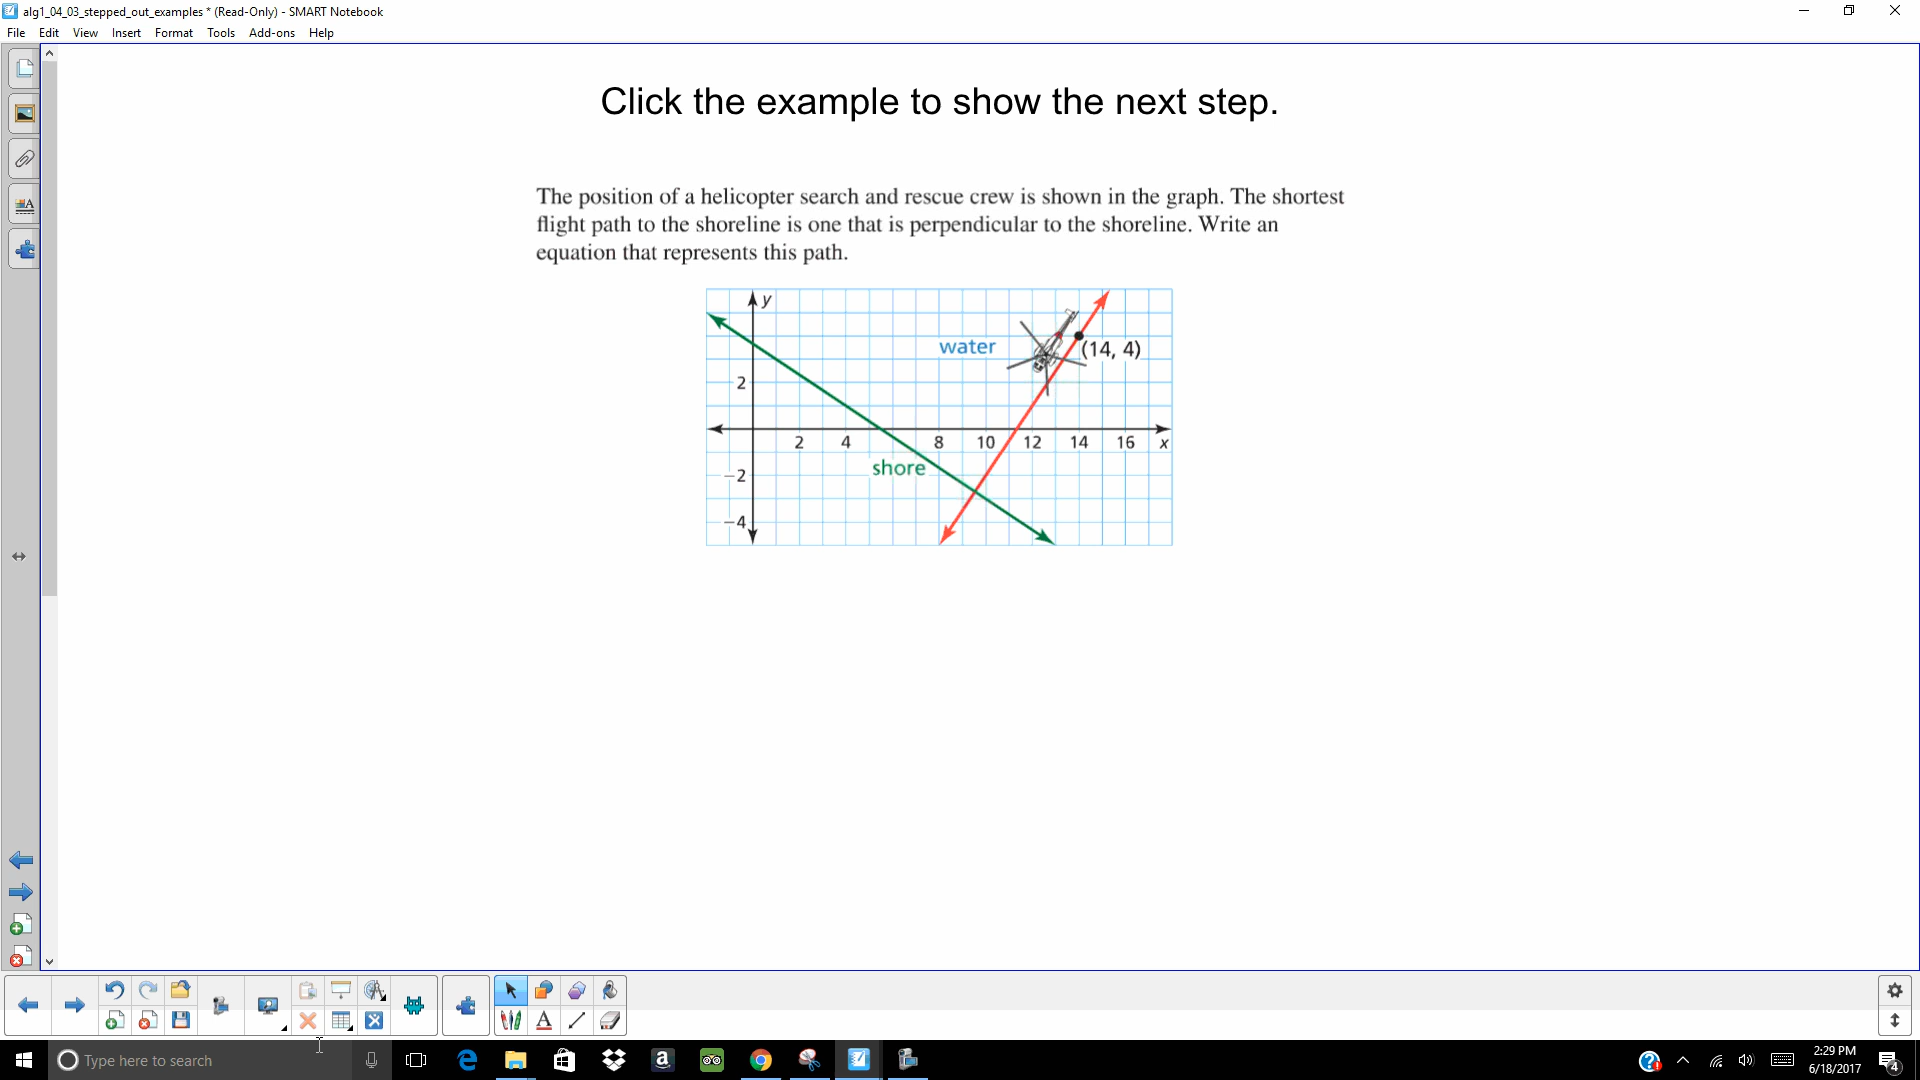 alg1_04_03_stepped_out_examples * (Read-Only) - SMART Notebook
File Edit View Insert Format Tools Add-ons Help
Click the example to show the next step.
The position of a helicopter search and rescue crew is shown in the graph. The shortest
flight path to the shoreline is one that is perpendicular to the shoreline. Write an
equation that represents this path.
y
water
(14, 4)
2
2 4 8 10 12 14 16 x
shore
−2
−4
Type here to search
2:29 PM
6/18/2017
4